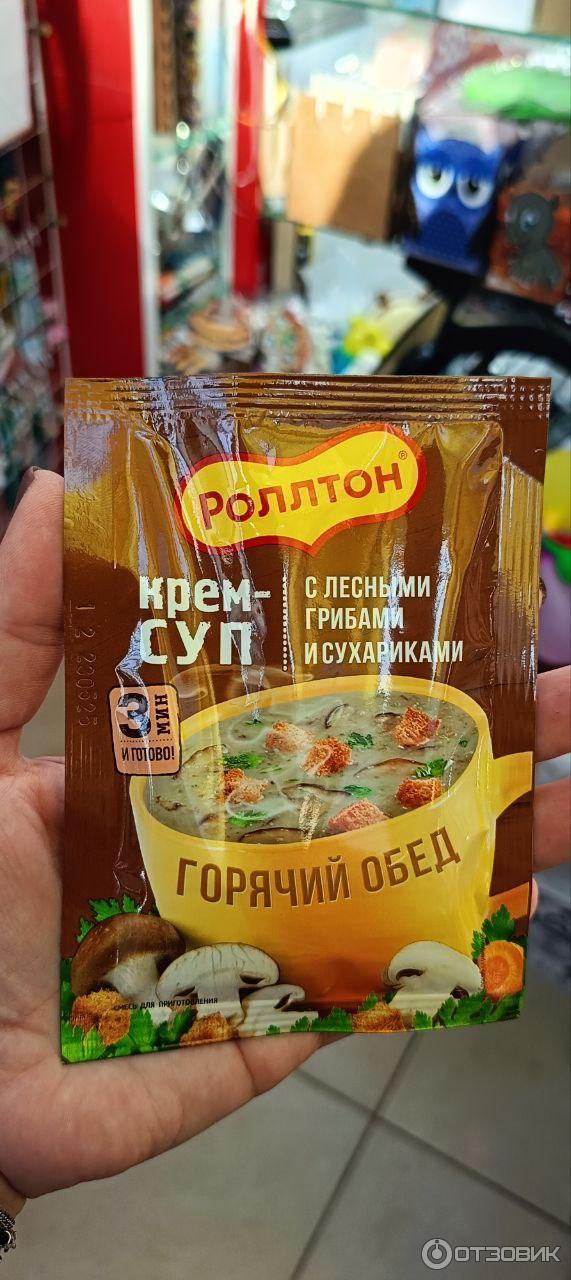 РОЛЛТОН®
крем-
суп
С ЛЕСНЫМИ
ГРИБАМИ
И СУХАРИКАМИ
3 МИН
И ГОТОВО!
ГОРЯЧИЙ ОБЕД
СМЕСЬ ДЛЯ ПРИГОТОВЛЕНИЯ
ОТЗОВИК